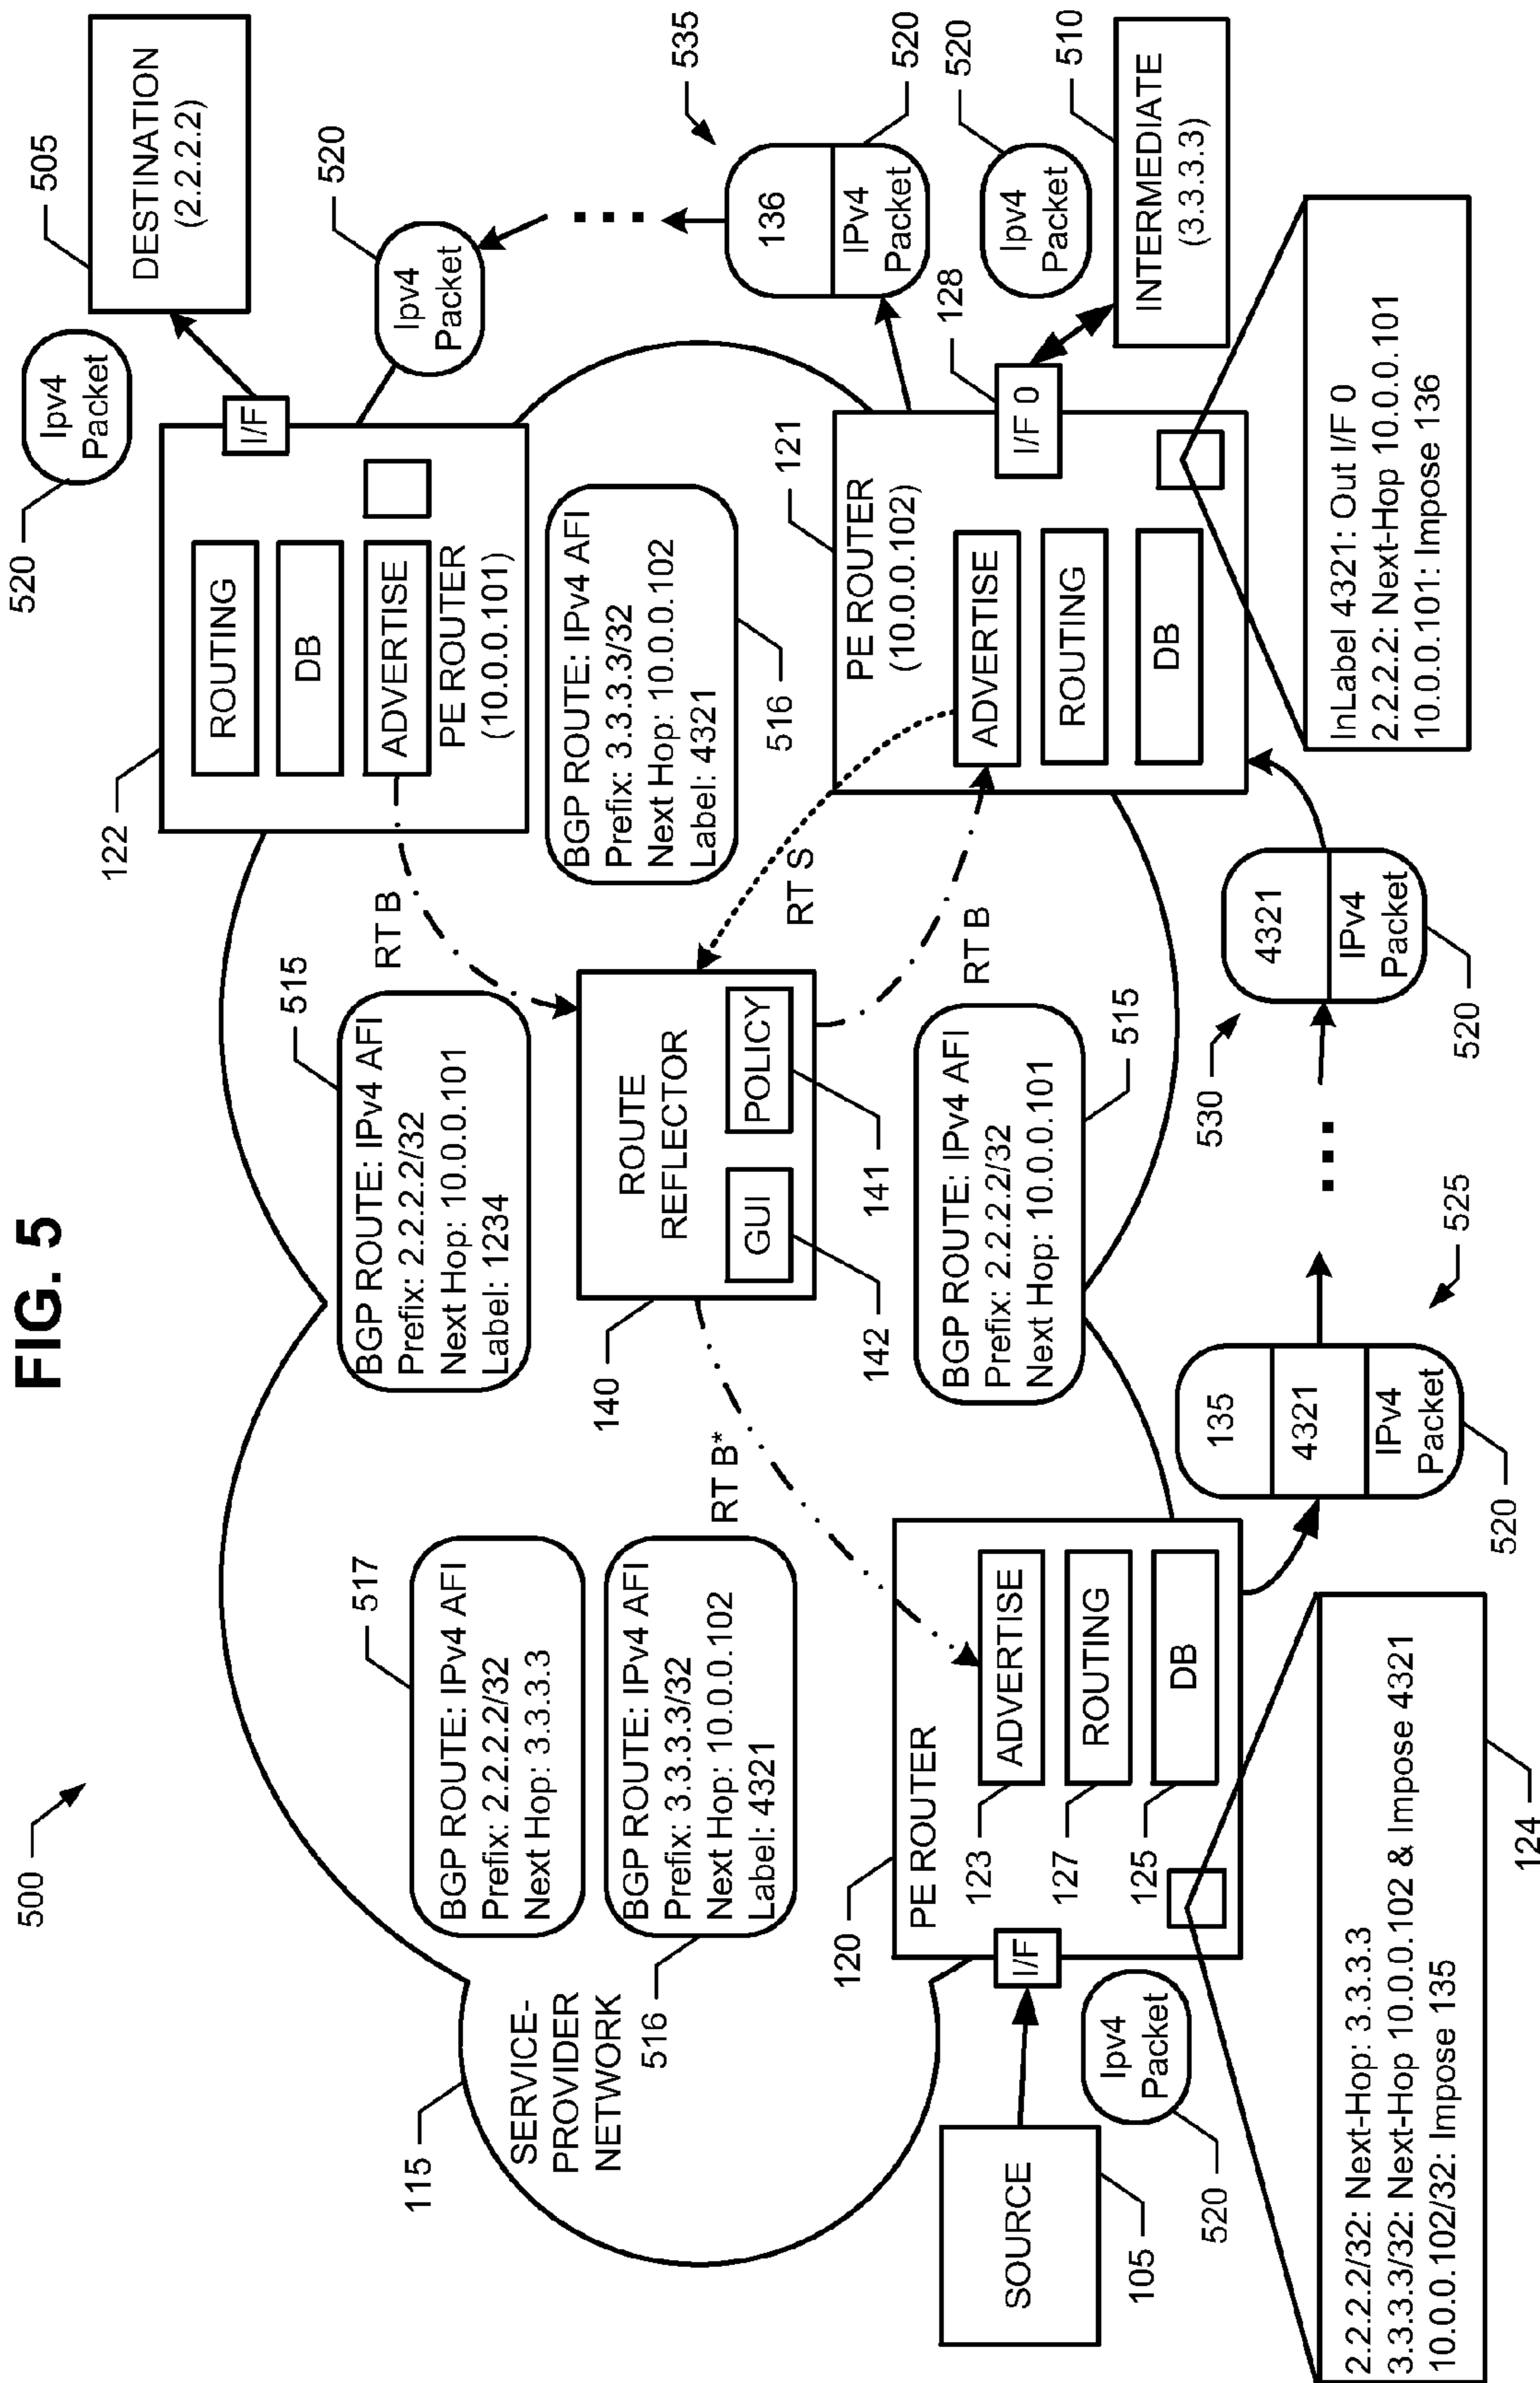 FIG. 5
500
115
SERVICE-
PROVIDER
NETWORK
517
BGP ROUTE: IPv4 AFI
Prefix: 2.2.2.2/32
Next Hop: 3.3.3.3
BGP ROUTE: IPv4 AFI
Prefix: 3.3.3.3/32
Next Hop: 10.0.0.102
Label: 4321
516
515
BGP ROUTE: IPv4 AFI
Prefix: 2.2.2.2/32
Next Hop: 10.0.0.101
Label: 1234
RT B
122
ROUTING
DB
ADVERTISE
PE ROUTER
(10.0.0.101)
I/F
520
Ipv4
Packet
505
DESTINATION
(2.2.2.2)
520
Ipv4
Packet
RT B*
140
ROUTE
REFLECTOR
GUI
POLICY
142
141
RT S
RT B
BGP ROUTE: IPv4 AFI
Prefix: 3.3.3.3/32
Next Hop: 10.0.0.102
Label: 4321
516
535
136
IPv4
Packet
520
BGP ROUTE: IPv4 AFI
Prefix: 2.2.2.2/32
Next Hop: 10.0.0.101
515
SOURCE
105
Ipv4
Packet
520
120
I/F
PE ROUTER
123
ADVERTISE
127
ROUTING
125
DB
121
PE ROUTER
(10.0.0.102)
ADVERTISE
ROUTING
DB
I/F 0
128
Ipv4
Packet
520
INTERMEDIATE
(3.3.3.3)
510
135
4321
IPv4
Packet
520
525
...
530
4321
IPv4
Packet
520
2.2.2.2/32: Next-Hop: 3.3.3.3
3.3.3.3/32: Next-Hop 10.0.0.102 & Impose 4321
10.0.0.102/32: Impose 135
124
InLabel 4321: Out I/F 0
2.2.2.2: Next-Hop 10.0.0.101
10.0.0.101: Impose 136